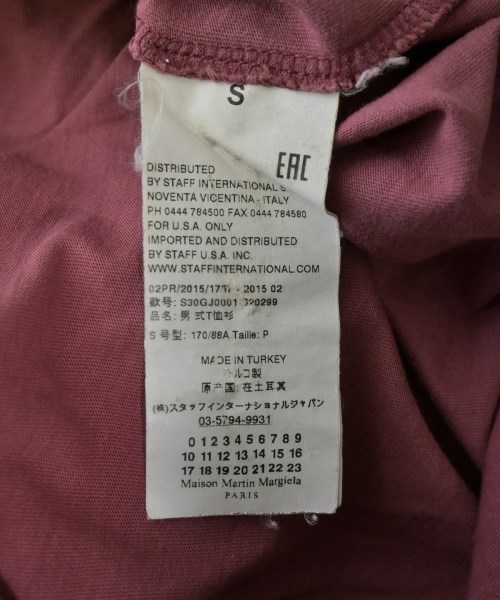 S
EAC
DISTRIBUTED
BY STAFF INTERNATIONAL S.
NOVENTA VICENTINA - ITALY
PH 0444 784500 FAX 0444 784580
FOR U.S.A. ONLY
IMPORTED AND DISTRIBUTED
BY STAFF U.S.A. INC.
WWW.STAFFINTERNATIONAL.COM
- 2015 02
款号: S30GJ0001 320299
品名: 男 式T恤衫
S 号型: 170/88A Taille: P
MADE IN TURKEY
トルコ製
原产国: 在土耳其
(株)スタッフインターナショナルジャパン
03-5794-9931
0 1 2 3 4 5 6 7 8 9
10 11 12 13 14 15 16
17 18 19 20 21 22 23
Maison Martin Margiela
PARIS